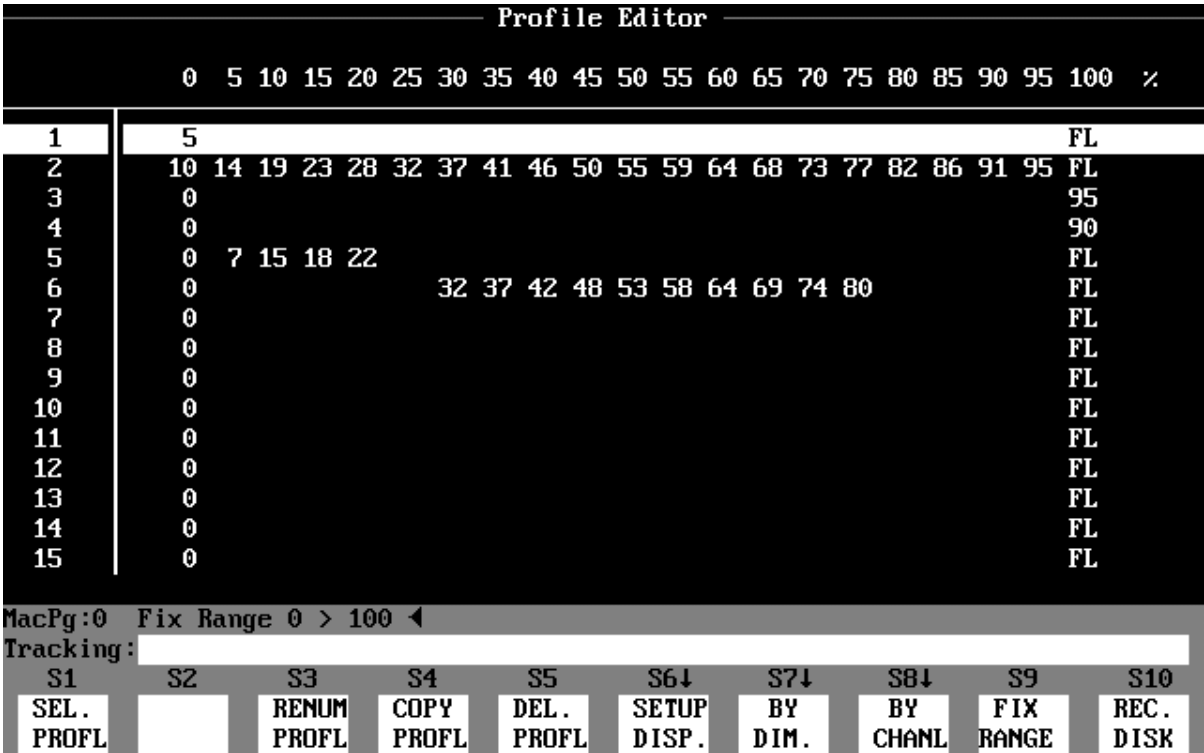 Profile Editor
0 5 10 15 20 25 30 35 40 45 50 55 60 65 70 75 80 85 90 95 100 %
1 5 FL
2 10 14 19 23 28 32 37 41 46 50 55 59 64 68 73 77 82 86 91 95 FL
3 0 95
4 0 90
5 0 7 15 18 22 FL
6 0 32 37 42 48 53 58 64 69 74 80 FL
7 0 FL
8 0 FL
9 0 FL
10 0 FL
11 0 FL
12 0 FL
13 0 FL
14 0 FL
15 0 FL
MacPg:0 Fix Range 0 > 100 ◄
Tracking:
S1 S2 S3 S4 S5 S6↓ S7↓ S8↓ S9 S10
SEL. RENUM COPY DEL. SETUP BY BY FIX REC.
PROFL PROFL PROFL PROFL DISP. DIM. CHANL RANGE DISK